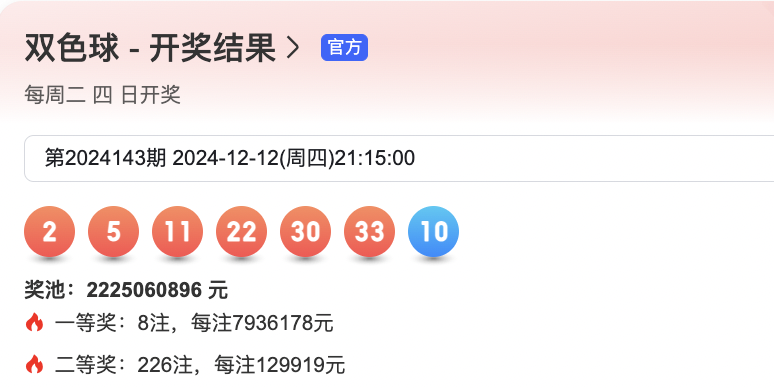 双色球 - 开奖结果 > 官方
每周二 四 日开奖
第2024143期 2024-12-12(周四)21:15:00
2 5 11 22 30 33 10
奖池：2225060896 元
一等奖：8注，每注7936178元
二等奖：226注，每注129919元